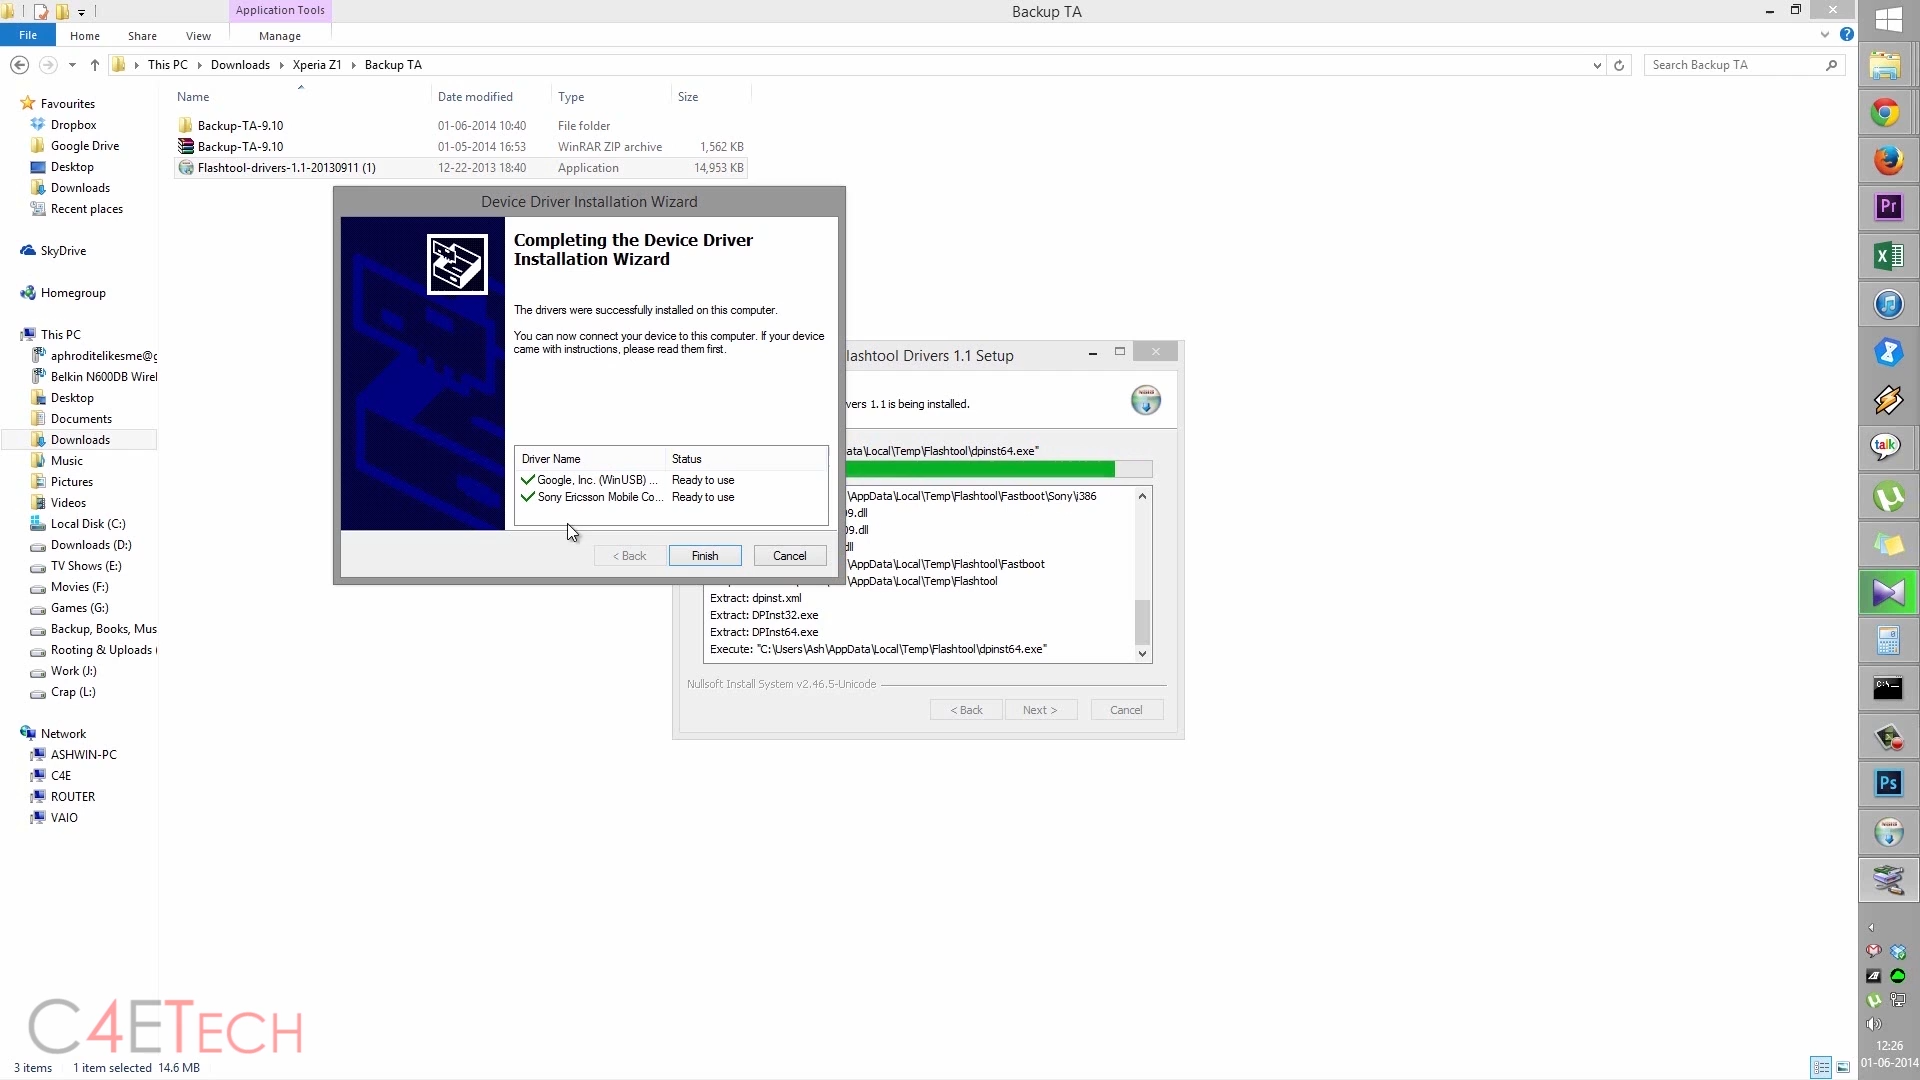 Application Tools
Backup TA
File
Home
Share
View
Manage
This PC
Downloads
Xperia Z1
Backup TA
Search Backup TA
Favourites
Dropbox
Google Drive
Desktop
Downloads
Recent places
SkyDrive
Homegroup
This PC
aphroditelikesme@g
Belkin N600DB Wirel
Desktop
Documents
Downloads
Music
Pictures
Videos
Local Disk (C:)
Downloads (D:)
TV Shows (E:)
Movies (F:)
Games (G:)
Backup, Books, Mus
Rooting & Uploads (
Work (J:)
Crap (L:)
Network
ASHWIN-PC
C4E
ROUTER
VAIO
Name Date modified Type Size
Backup-TA-9.10 01-06-2014 10:40 File folder
Backup-TA-9.10 01-05-2014 16:53 WinRAR ZIP archive 1,562 KB
Flashtool-drivers-1.1-20130911 (1) 12-22-2013 18:40 Application 14,953 KB
Device Driver Installation Wizard
Completing the Device Driver
Installation Wizard
The drivers were successfully installed on this computer.
You can now connect your device to this computer. If your device
came with instructions, please read them first.
Driver Name Status
Google, Inc. (WinUSB) ... Ready to use
Sony Ericsson Mobile Co... Ready to use
< Back
Finish
Cancel
lashtool Drivers 1.1 Setup
vers 1.1 is being installed.
ata\Local\Temp\Flashtool\dpinst64.exe"
\AppData\Local\Temp\Flashtool\Fastboot\Sony\i386
09.dll
09.dll
dll
\AppData\Local\Temp\Flashtool\Fastboot
\AppData\Local\Temp\Flashtool
Extract: dpinst.xml
Extract: DPInst32.exe
Extract: DPInst64.exe
Execute: "C:\Users\Ash\AppData\Local\Temp\Flashtool\dpinst64.exe"
Nullsoft Install System v2.46.5-Unicode
< Back
Next >
Cancel
Pr
talk
C:\
Ps
12:26
01-06-2014
C4ETECH
3 items
1 item selected 14.6 MB